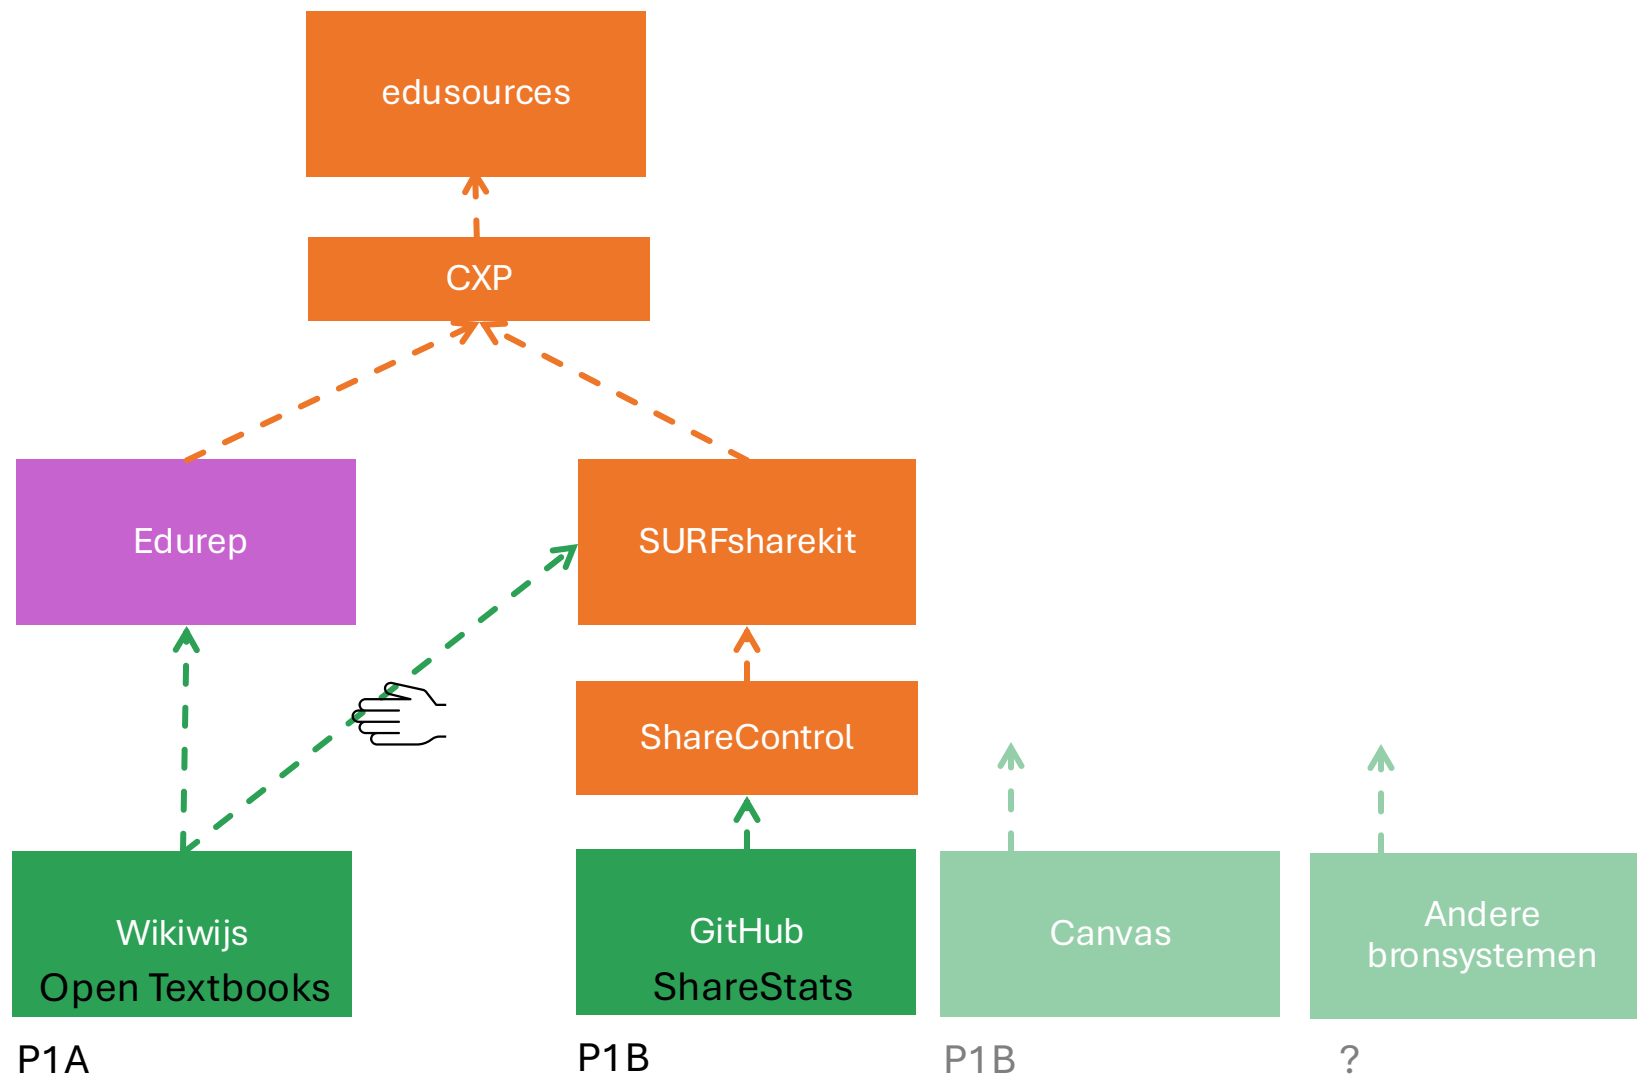 edusources
CXP
Edurep
SURFsharekit
ShareControl
Wikiwijs
Open Textbooks
GitHub
ShareStats
Canvas
Andere
bronsystemen
P1A
P1B
P1B
?